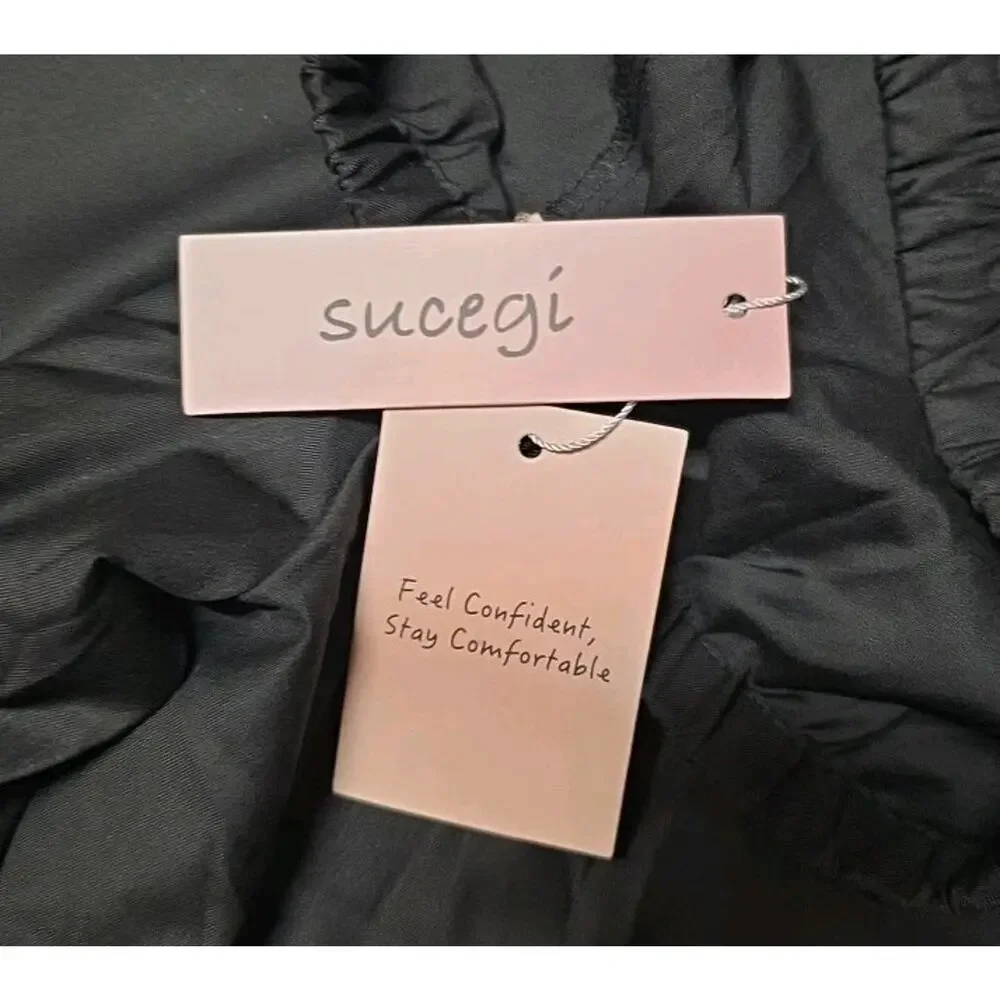 sucegi
Feel Confident,
Stay Comfortable